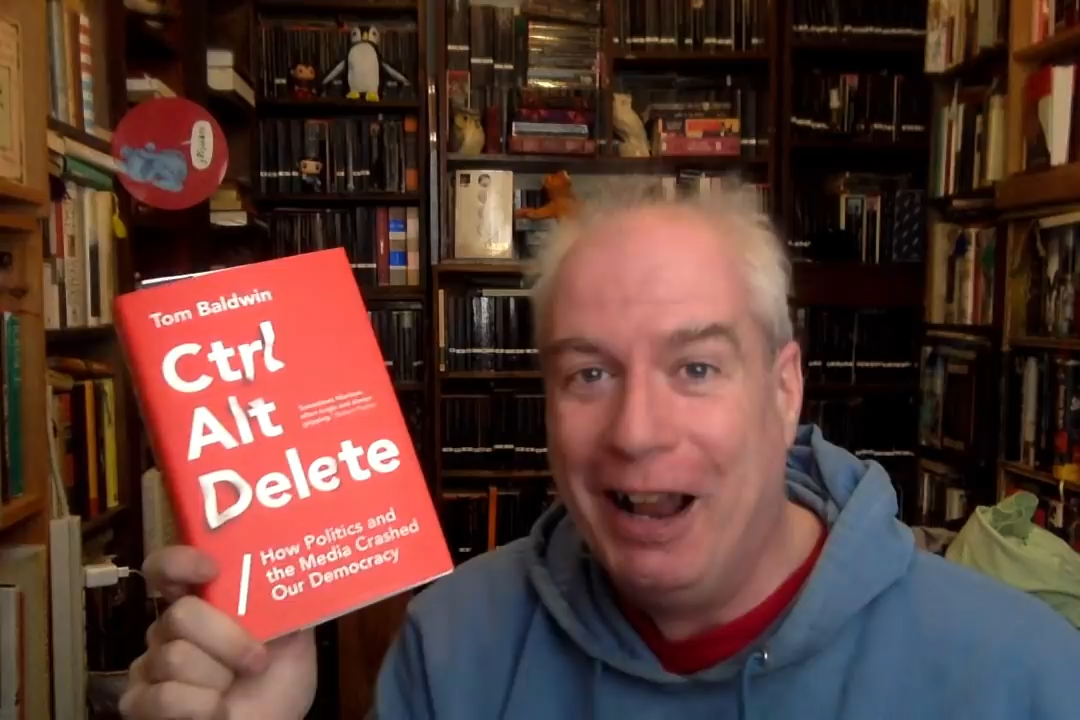 Tom Baldwin
Ctrl
Alt
Delete
/ How Politics and
the Media Crashed
Our Democracy